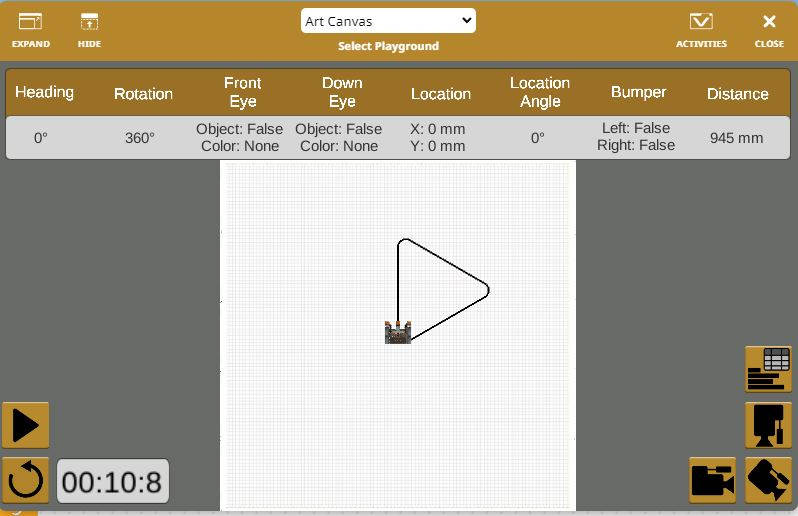 EXPAND
HIDE
Art Canvas
Select Playground
ACTIVITIES
CLOSE
Heading
Rotation
Front
Eye
Down
Eye
Location
Location
Angle
Bumper
Distance
0°
360°
Object: False
Color: None
Object: False
Color: None
X: 0 mm
Y: 0 mm
0°
Left: False
Right: False
945 mm
00:10:8